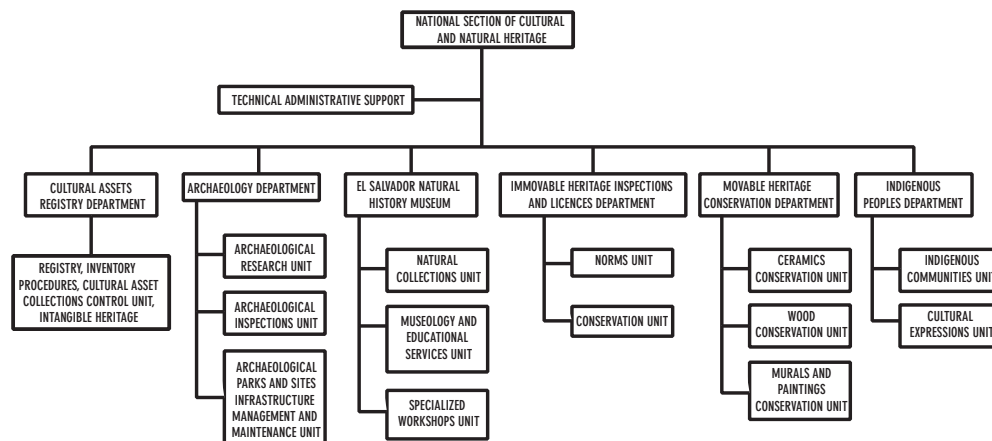 NATIONAL SECTION OF CULTURAL
AND NATURAL HERITAGE
TECHNICAL ADMINISTRATIVE SUPPORT
CULTURAL ASSETS
REGISTRY DEPARTMENT
REGISTRY, INVENTORY
PROCEDURES, CULTURAL ASSET
COLLECTIONS CONTROL UNIT,
INTANGIBLE HERITAGE
ARCHAEOLOGY DEPARTMENT
ARCHAEOLOGICAL
RESEARCH UNIT
ARCHAEOLOGICAL
INSPECTIONS UNIT
ARCHAEOLOGICAL
PARKS AND SITES
INFRASTRUCTURE
MANAGEMENT AND
MAINTENANCE UNIT
EL SALVADOR NATURAL
HISTORY MUSEUM
NATURAL
COLLECTIONS UNIT
MUSEOLOGY AND
EDUCATIONAL
SERVICES UNIT
SPECIALIZED
WORKSHOPS UNIT
IMMOVABLE HERITAGE INSPECTIONS
AND LICENCES DEPARTMENT
NORMS UNIT
CONSERVATION UNIT
MOVABLE HERITAGE
CONSERVATION DEPARTMENT
CERAMICS
CONSERVATION UNIT
WOOD
CONSERVATION UNIT
MURALS AND
PAINTINGS
CONSERVATION UNIT
INDIGENOUS
PEOPLES DEPARTMENT
INDIGENOUS
COMMUNITIES UNIT
CULTURAL
EXPRESSIONS UNIT